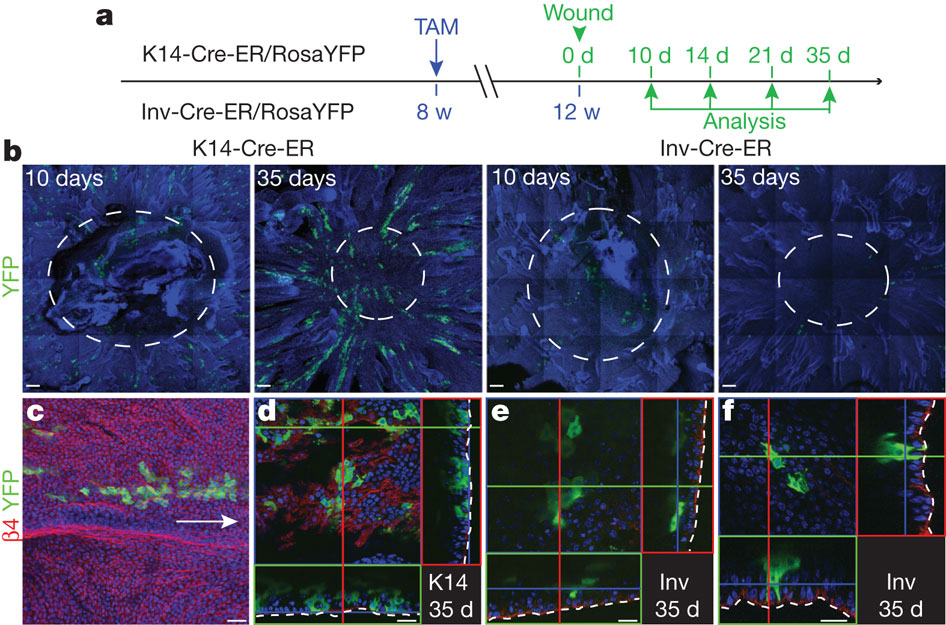 a
TAM
Wound
K14-Cre-ER/RosaYFP
0 d 10 d 14 d 21 d 35 d
Inv-Cre-ER/RosaYFP
8 w 12 w
Analysis
b K14-Cre-ER Inv-Cre-ER
10 days 35 days 10 days 35 days
YFP
c d e f
β4 YFP
K14 35 d
Inv 35 d
Inv 35 d